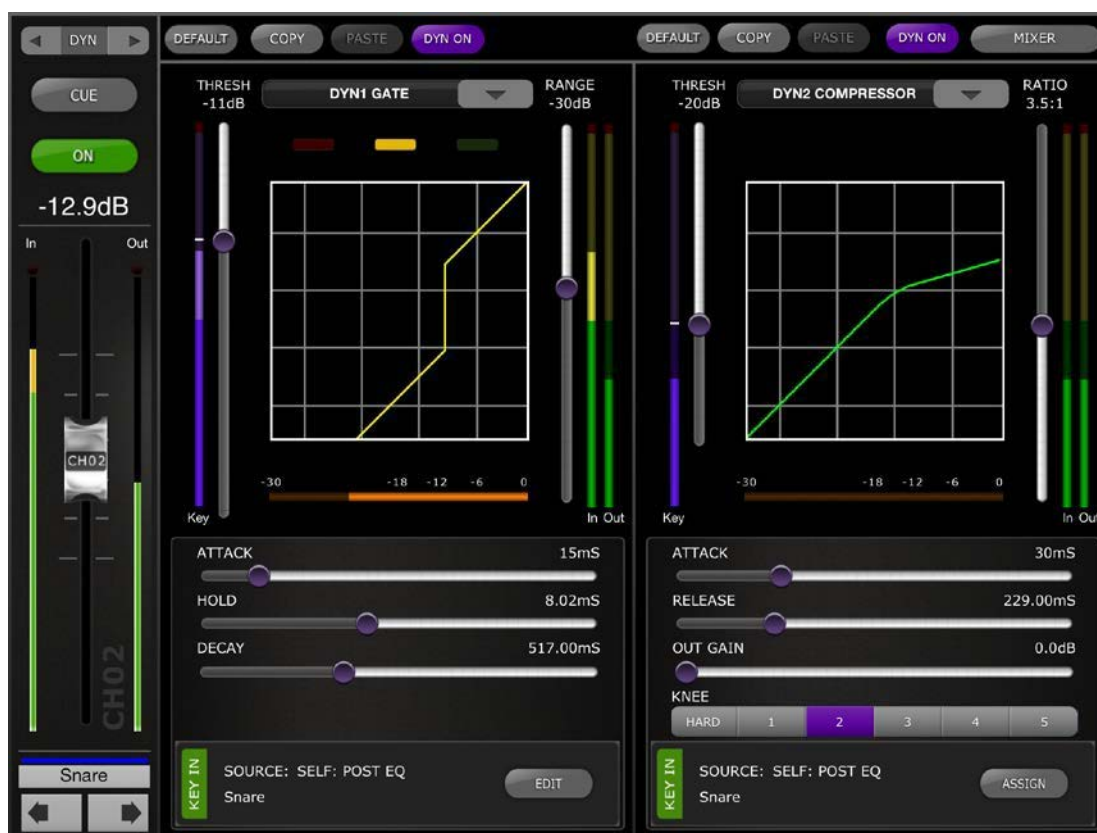 DYN
DEFAULT COPY PASTE DYN ON
DEFAULT COPY PASTE DYN ON MIXER
CUE
ON
-12.9dB
In Out
CH02
CH02
Snare
THRESH
-11dB
DYN1 GATE
RANGE
-30dB
-30 -18 -12 -6 0
Key
In Out
ATTACK 15mS
HOLD 8.02mS
DECAY 517.00mS
KEY IN
SOURCE: SELF: POST EQ
Snare
EDIT
THRESH
-20dB
DYN2 COMPRESSOR
RATIO
3.5:1
-30 -18 -12 -6 0
Key
In Ou
ATTACK 30mS
RELEASE 229.00mS
OUT GAIN 0.0dB
KNEE
HARD 1 2 3 4 5
KEY IN
SOURCE: SELF: POST EQ
Snare
ASSIGN